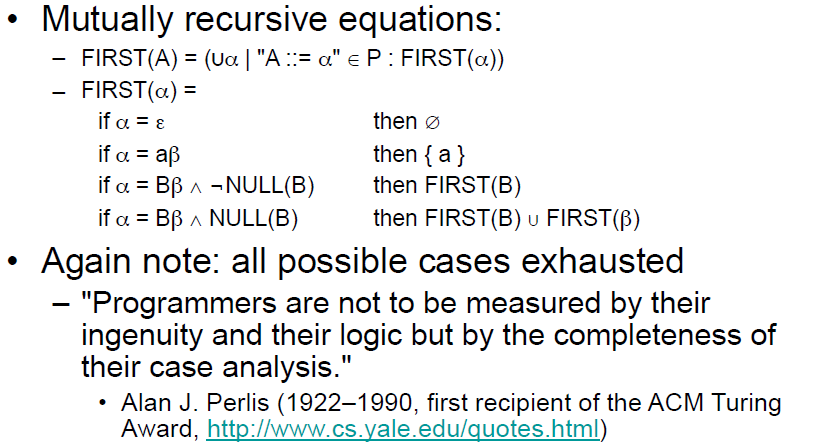 • Mutually recursive equations:
– FIRST(A) = (∪α | "A ::= α" ∈ P : FIRST(α))
– FIRST(α) =
if α = ε then ∅
if α = aβ then { a }
if α = Bβ ∧ ¬NULL(B) then FIRST(B)
if α = Bβ ∧ NULL(B) then FIRST(B) ∪ FIRST(β)
• Again note: all possible cases exhausted
– "Programmers are not to be measured by their
ingenuity and their logic but by the completeness of
their case analysis."
• Alan J. Perlis (1922–1990, first recipient of the ACM Turing
Award, http://www.cs.yale.edu/quotes.html)